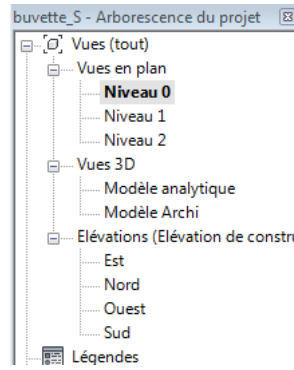 buvette_S - Arborescence du projet
Vues (tout)
Vues en plan
Niveau 0
Niveau 1
Niveau 2
Vues 3D
Modèle analytique
Modèle Archi
Elévations (Elévation de constru
Est
Nord
Ouest
Sud
Légendes